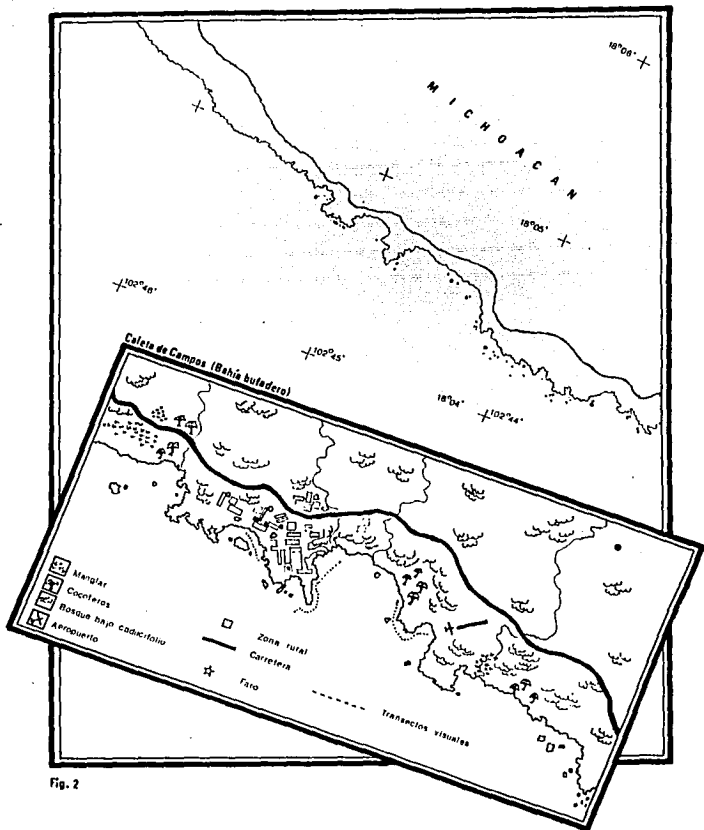 18°06'
MICHOACAN
18°05'
102°46'
102°45'
18°04' 102°44'
Caleta de Campos (Bahía bufadero)
Manglar
Cocoteros
Bosque bajo caducifolio
Aeropuerto
Zona rural
Carretera
Faro
Transectos visuales
Fig. 2